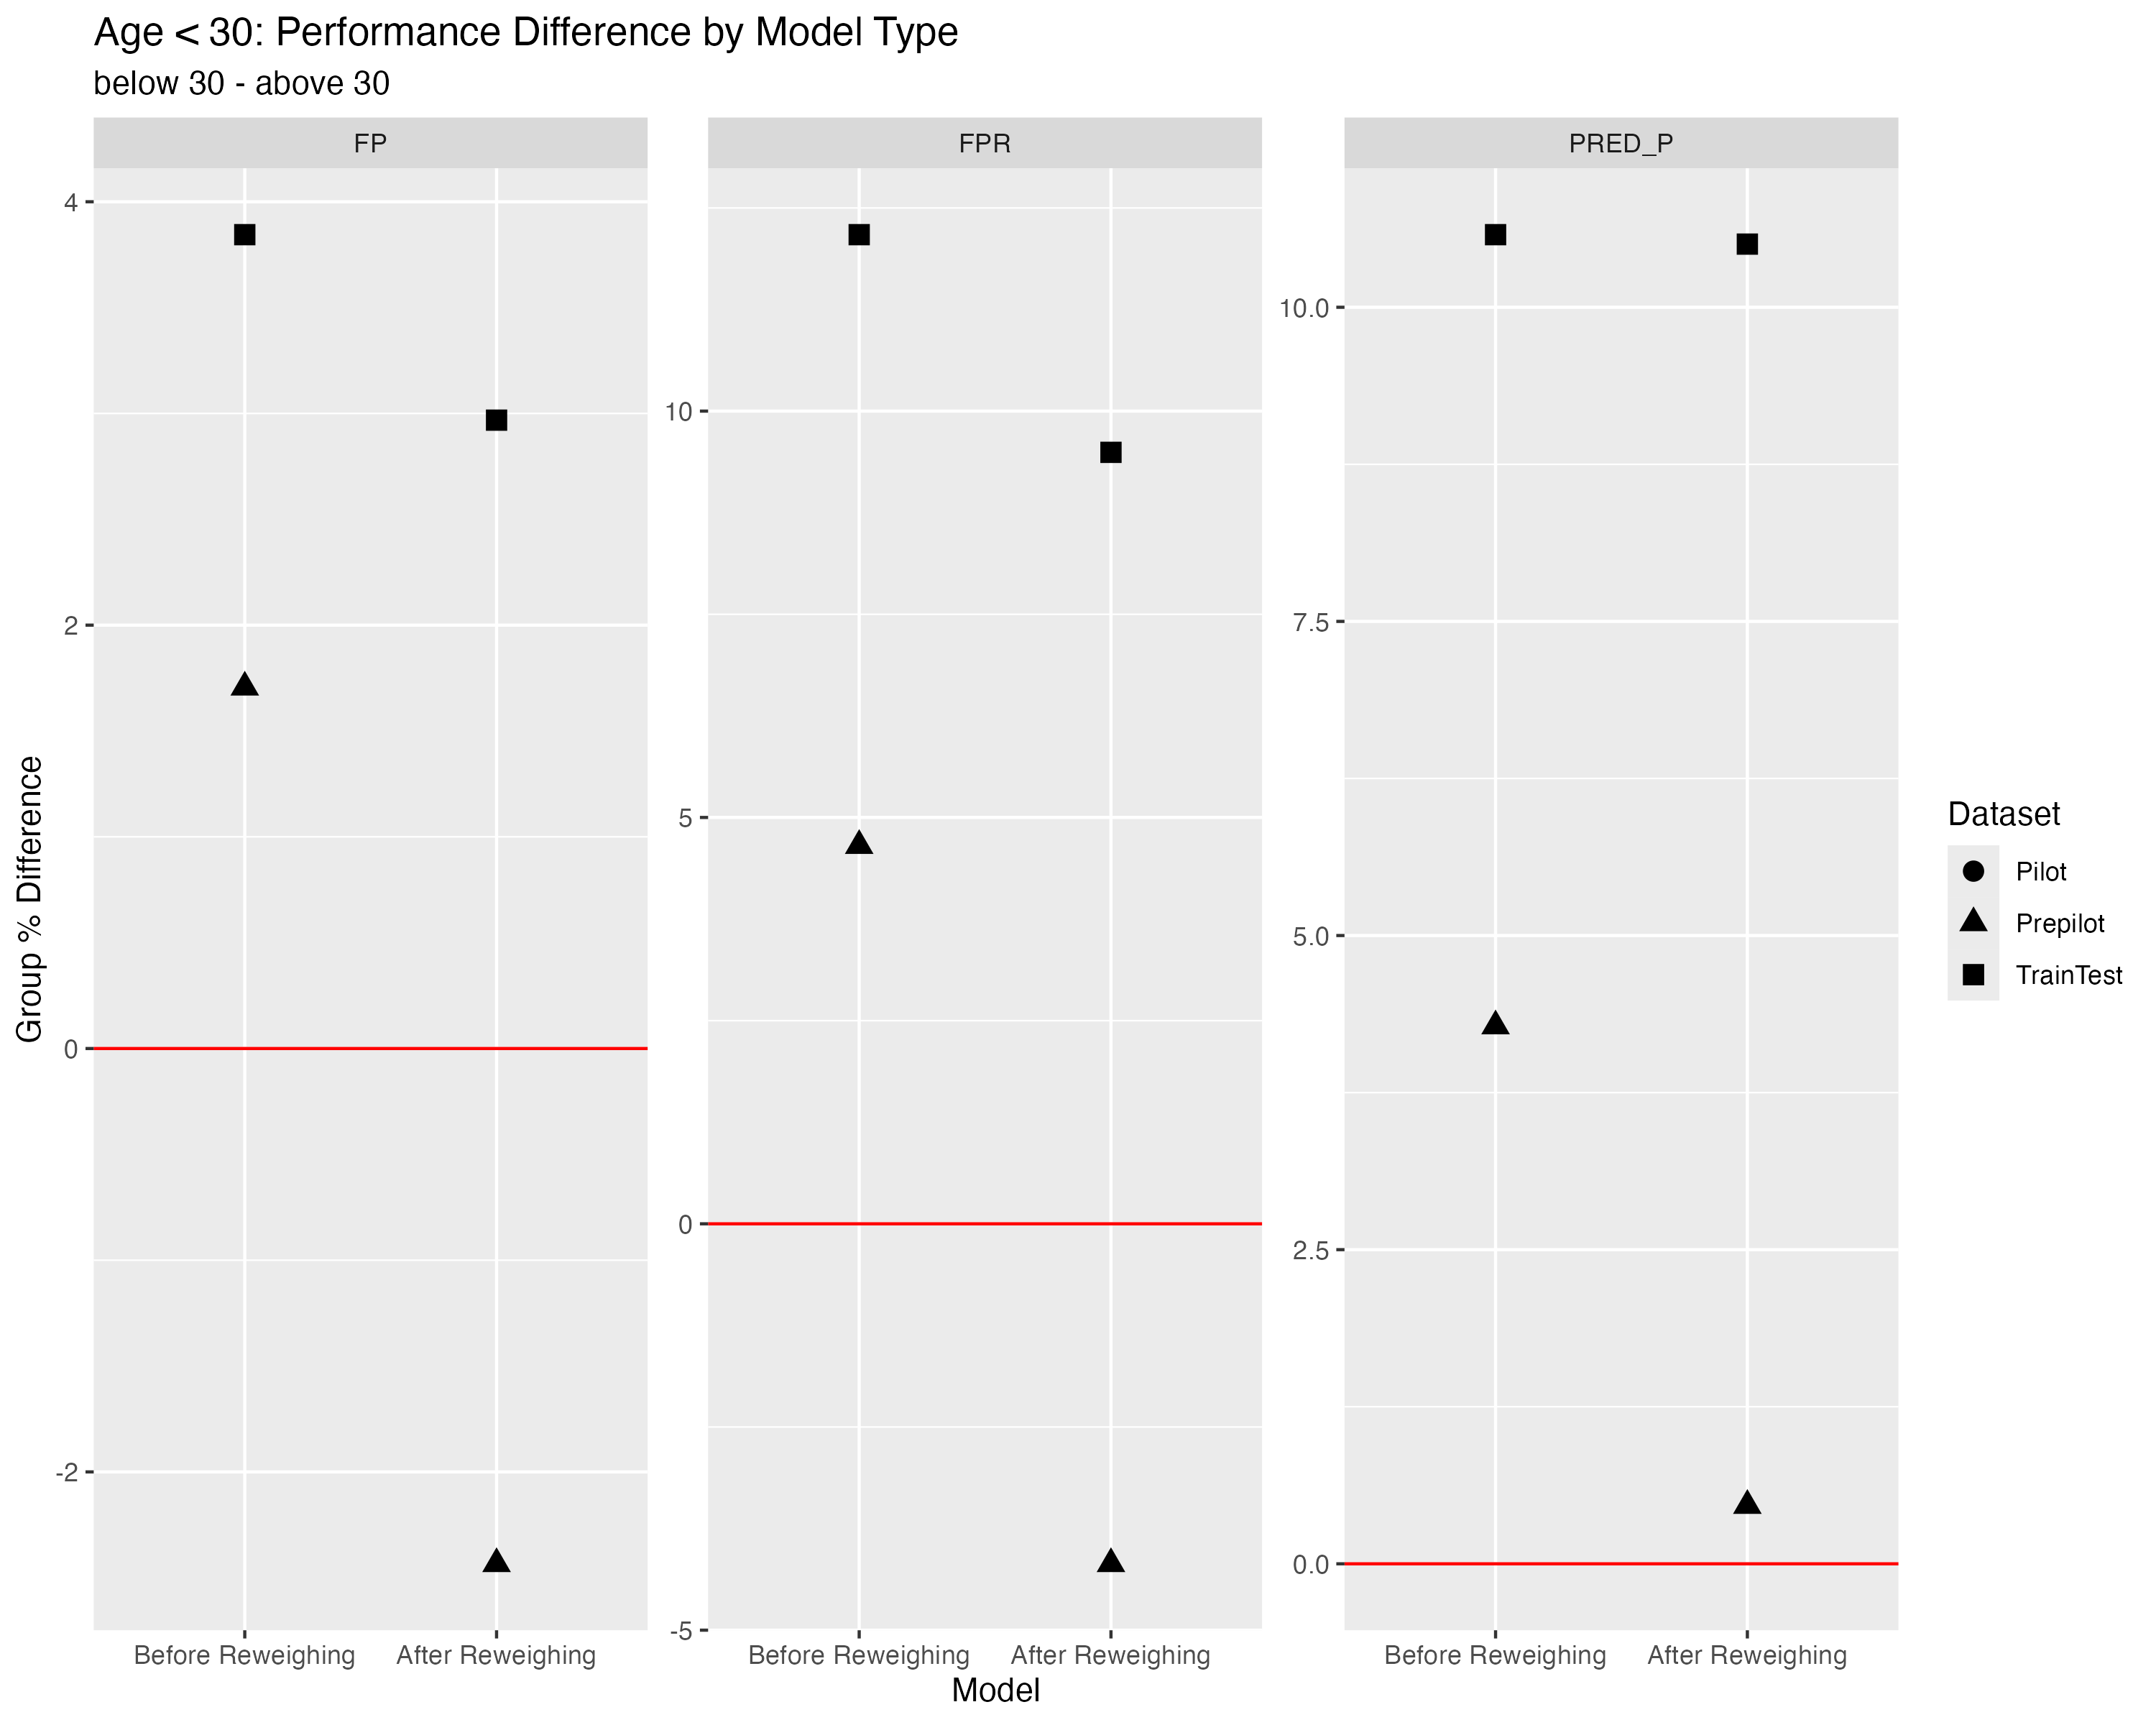 Age < 30: Performance Difference by Model Type
below 30 - above 30
FP
FPR
PRED_P
Group % Difference
4
2
0
-2
10
5
0
-5
10.0
7.5
5.0
2.5
0.0
Before Reweighing After Reweighing
Before Reweighing After Reweighing
Before Reweighing After Reweighing
Model
Dataset
Pilot
Prepilot
TrainTest